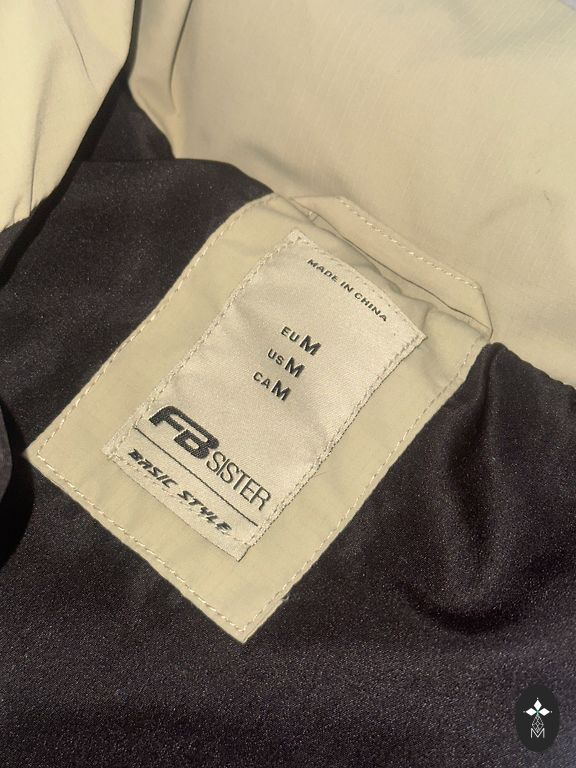 MADE IN CHINA
EU M
US M
CA M
FB SISTER
BASIC STYLE
M